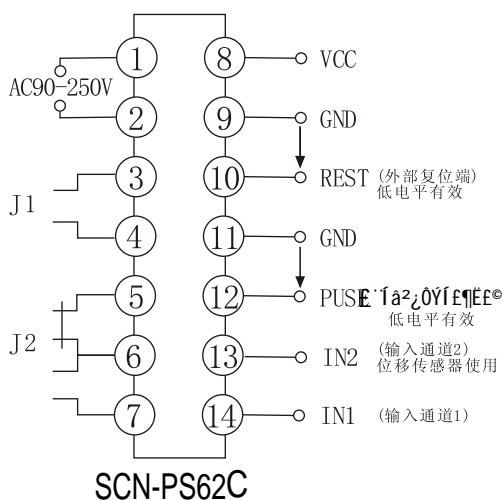 1
8
VCC
AC90-250V
2
9
GND
3
10
REST (外部复位端)
低电平有效
J1
4
11
GND
5
12
PUSE£¨Íâ²¿ÔÝÍ£¶Ë£©
低电平有效
J2
6
13
IN2 (输入通道2)
位移传感器使用
7
14
IN1 (输入通道1)
SCN-PS62C